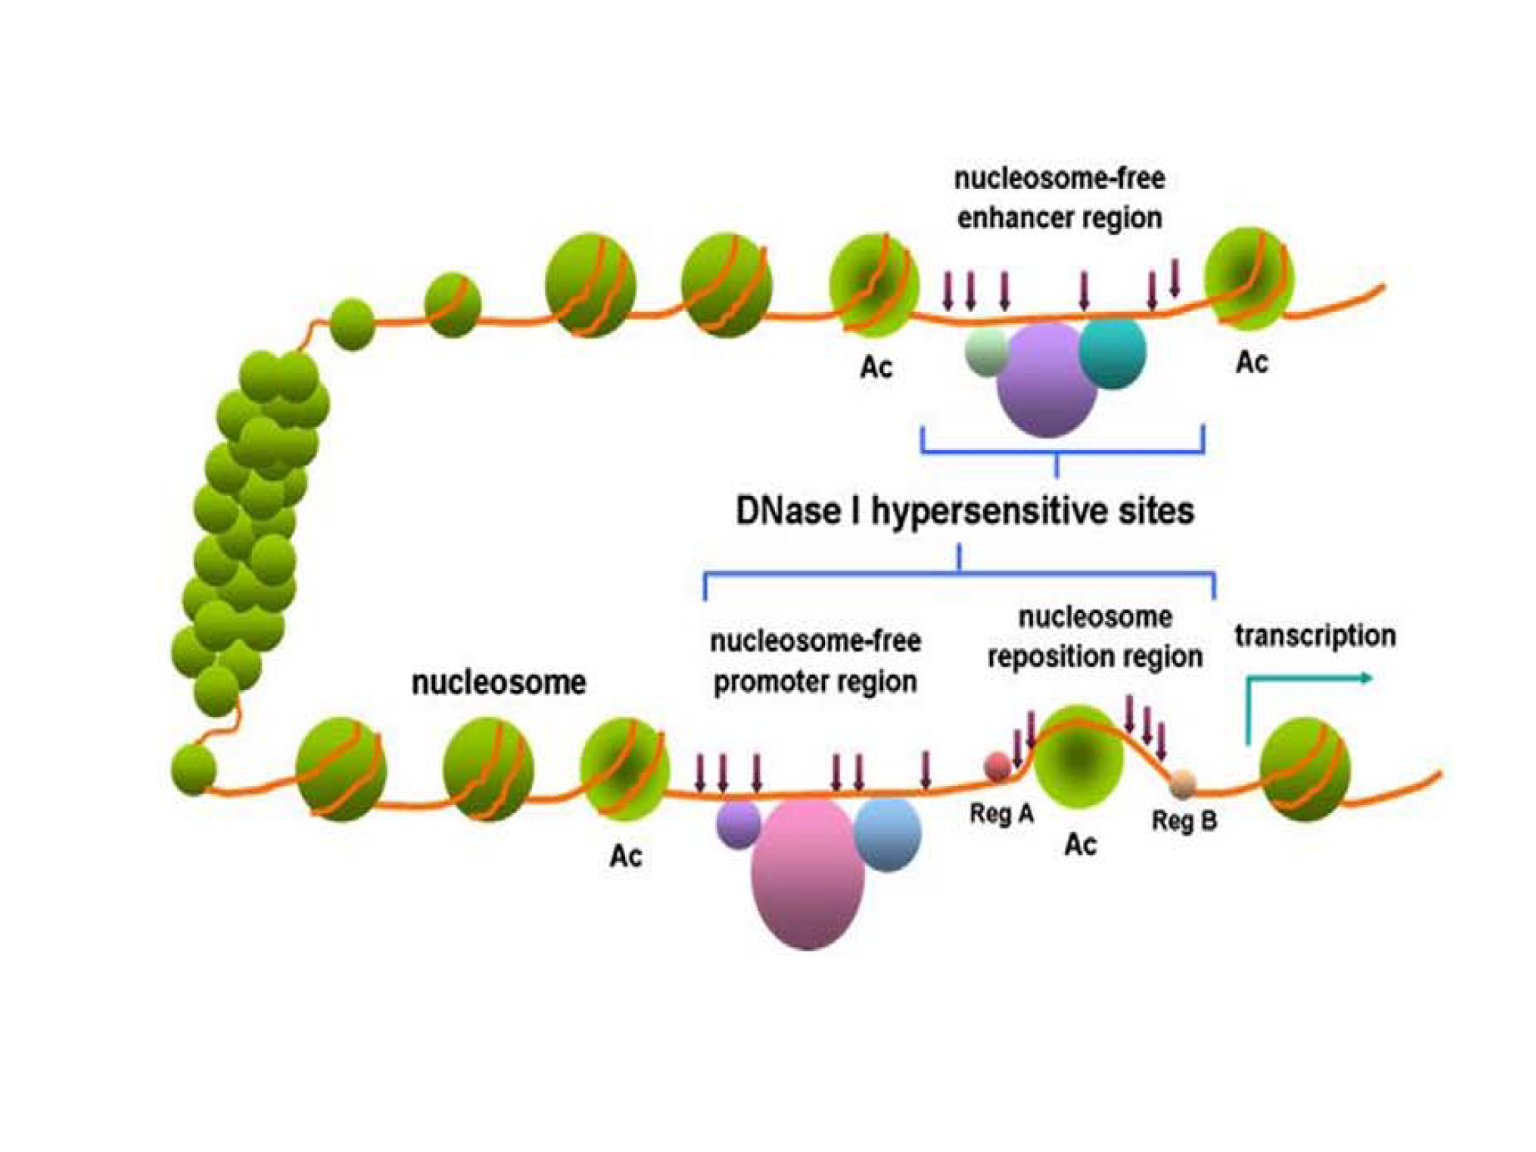 nucleosome-free
enhancer region
Ac
Ac
DNase I hypersensitive sites
nucleosome-free
promoter region
nucleosome
reposition region
transcription
nucleosome
Reg A
Reg B
Ac
Ac